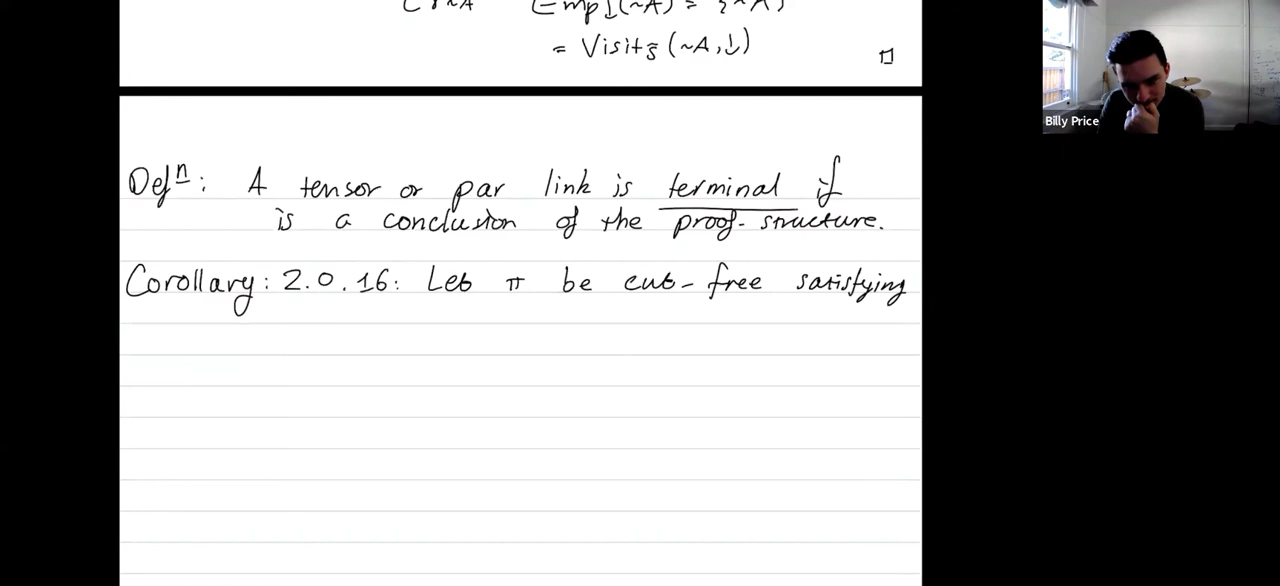 = Visit ξ (~A, ↓)
Defⁿ: A tensor or par link is terminal if
is a conclusion of the proof-structure.
Corollary: 2.0.16: Let π be cut-free satisfying
Billy Price